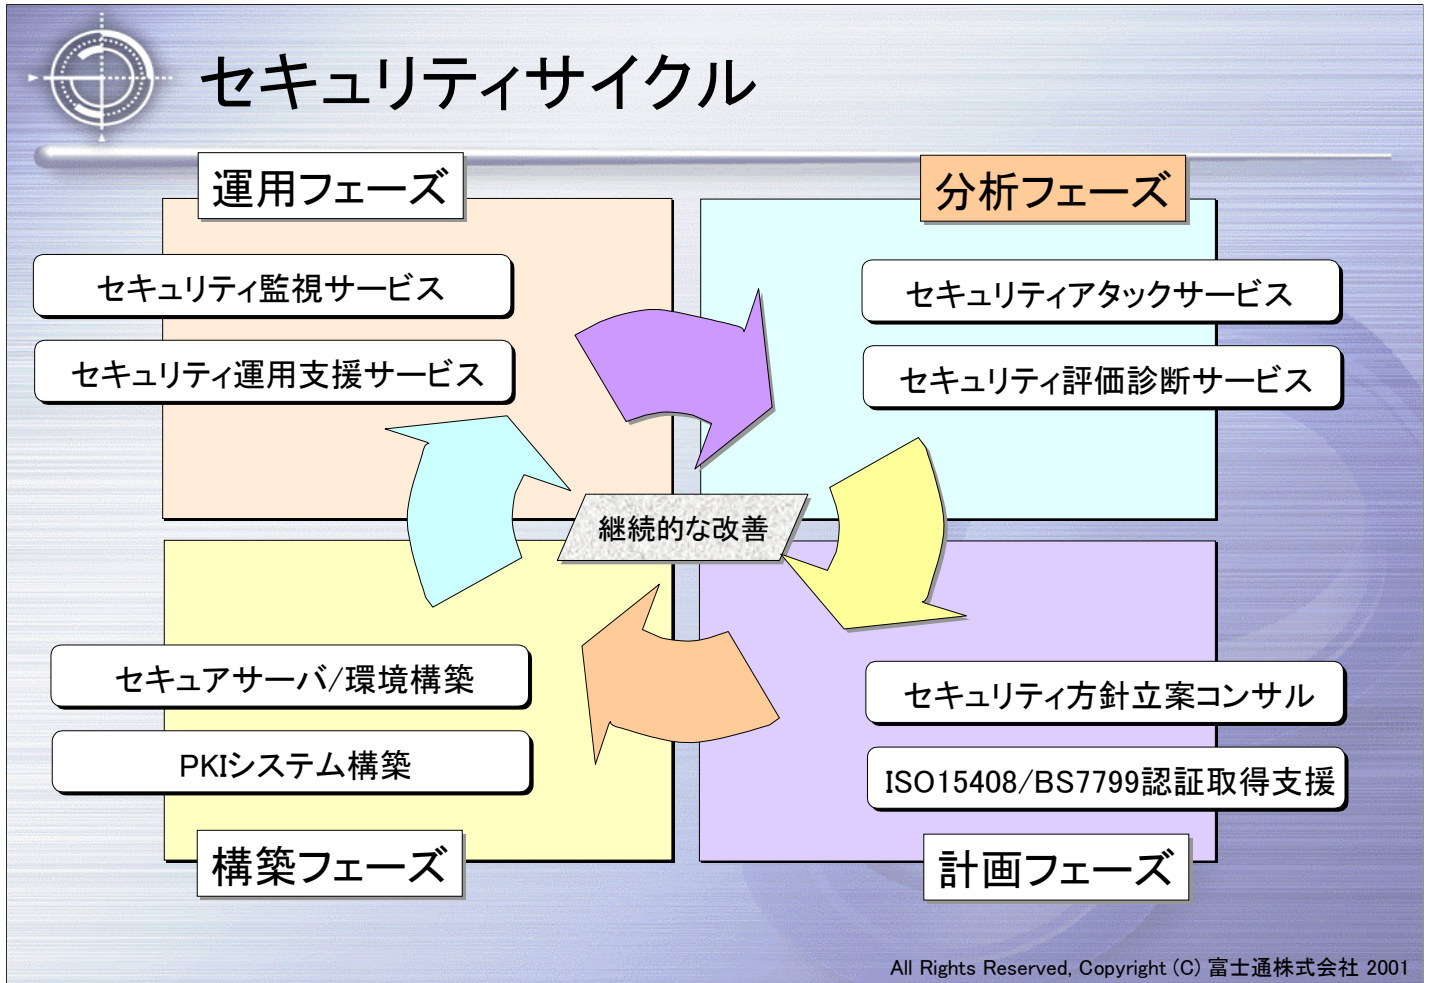 セキュリティサイクル
運用フェーズ
セキュリティ監視サービス
セキュリティ運用支援サービス
分析フェーズ
セキュリティアタックサービス
セキュリティ評価診断サービス
継続的な改善
セキュアサーバ/環境構築
PKIシステム構築
構築フェーズ
セキュリティ方針立案コンサル
ISO15408/BS7799認証取得支援
計画フェーズ
All Rights Reserved, Copyright (C) 富士通株式会社 2001